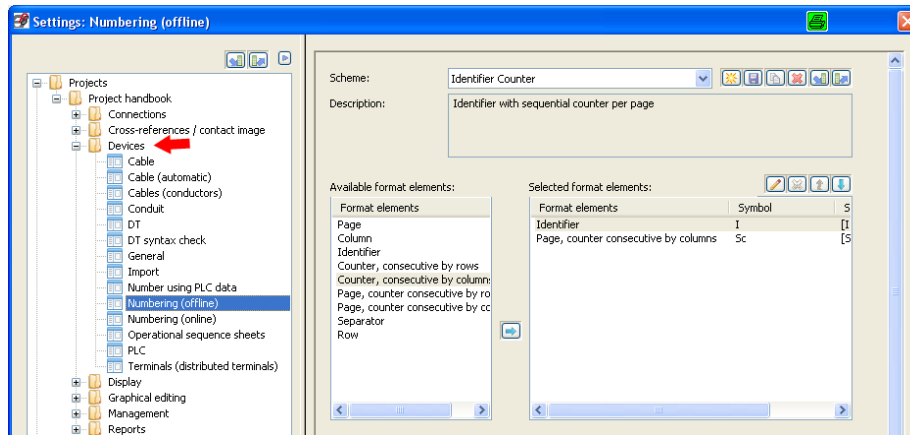 Settings: Numbering (offline)
Projects
Project handbook
Connections
Cross-references / contact image
Devices
Cable
Cable (automatic)
Cables (conductors)
Conduit
DT
DT syntax check
General
Import
Number using PLC data
Numbering (offline)
Numbering (online)
Operational sequence sheets
PLC
Terminals (distributed terminals)
Display
Graphical editing
Management
Reports
Scheme:
Identifier Counter
Description:
Identifier with sequential counter per page
Available format elements:
Format elements
Page
Column
Identifier
Counter, consecutive by rows
Counter, consecutive by column
Page, counter consecutive by ro
Page, counter consecutive by cc
Separator
Row
Selected format elements:
Format elements Symbol S
Identifier I [I
Page, counter consecutive by columns Sc [S